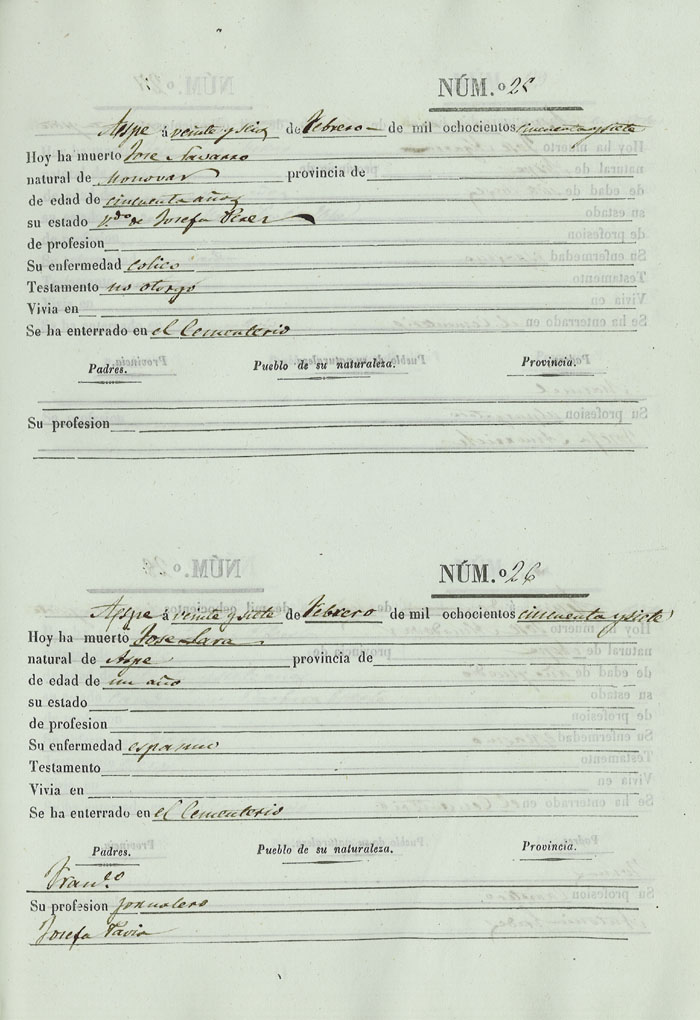 NÚM.º 25
Aspe á veinte y seis de Febrero de mil ochocientos cincuenta y siete
Hoy ha muerto Jose Navarro
natural de Monovar provincia de
de edad de cincuenta años
su estado V.do de Josefa Perez
de profesion
Su enfermedad colico
Testamento no otorgó
Vivia en
Se ha enterrado en el Cementerio
Padres. Pueblo de su naturaleza. Provincia.
Su profesion
NÚM.º 26
Aspe á veinte y siete de Febrero de mil ochocientos cincuenta y siete
Hoy ha muerto Jose Lara
natural de Aspe provincia de
de edad de un año
su estado
de profesion
Su enfermedad espasmo
Testamento
Vivia en
Se ha enterrado en el Cementerio
Padres. Pueblo de su naturaleza. Provincia.
Fran.co
Su profesion jornalero
Josefa Pavia